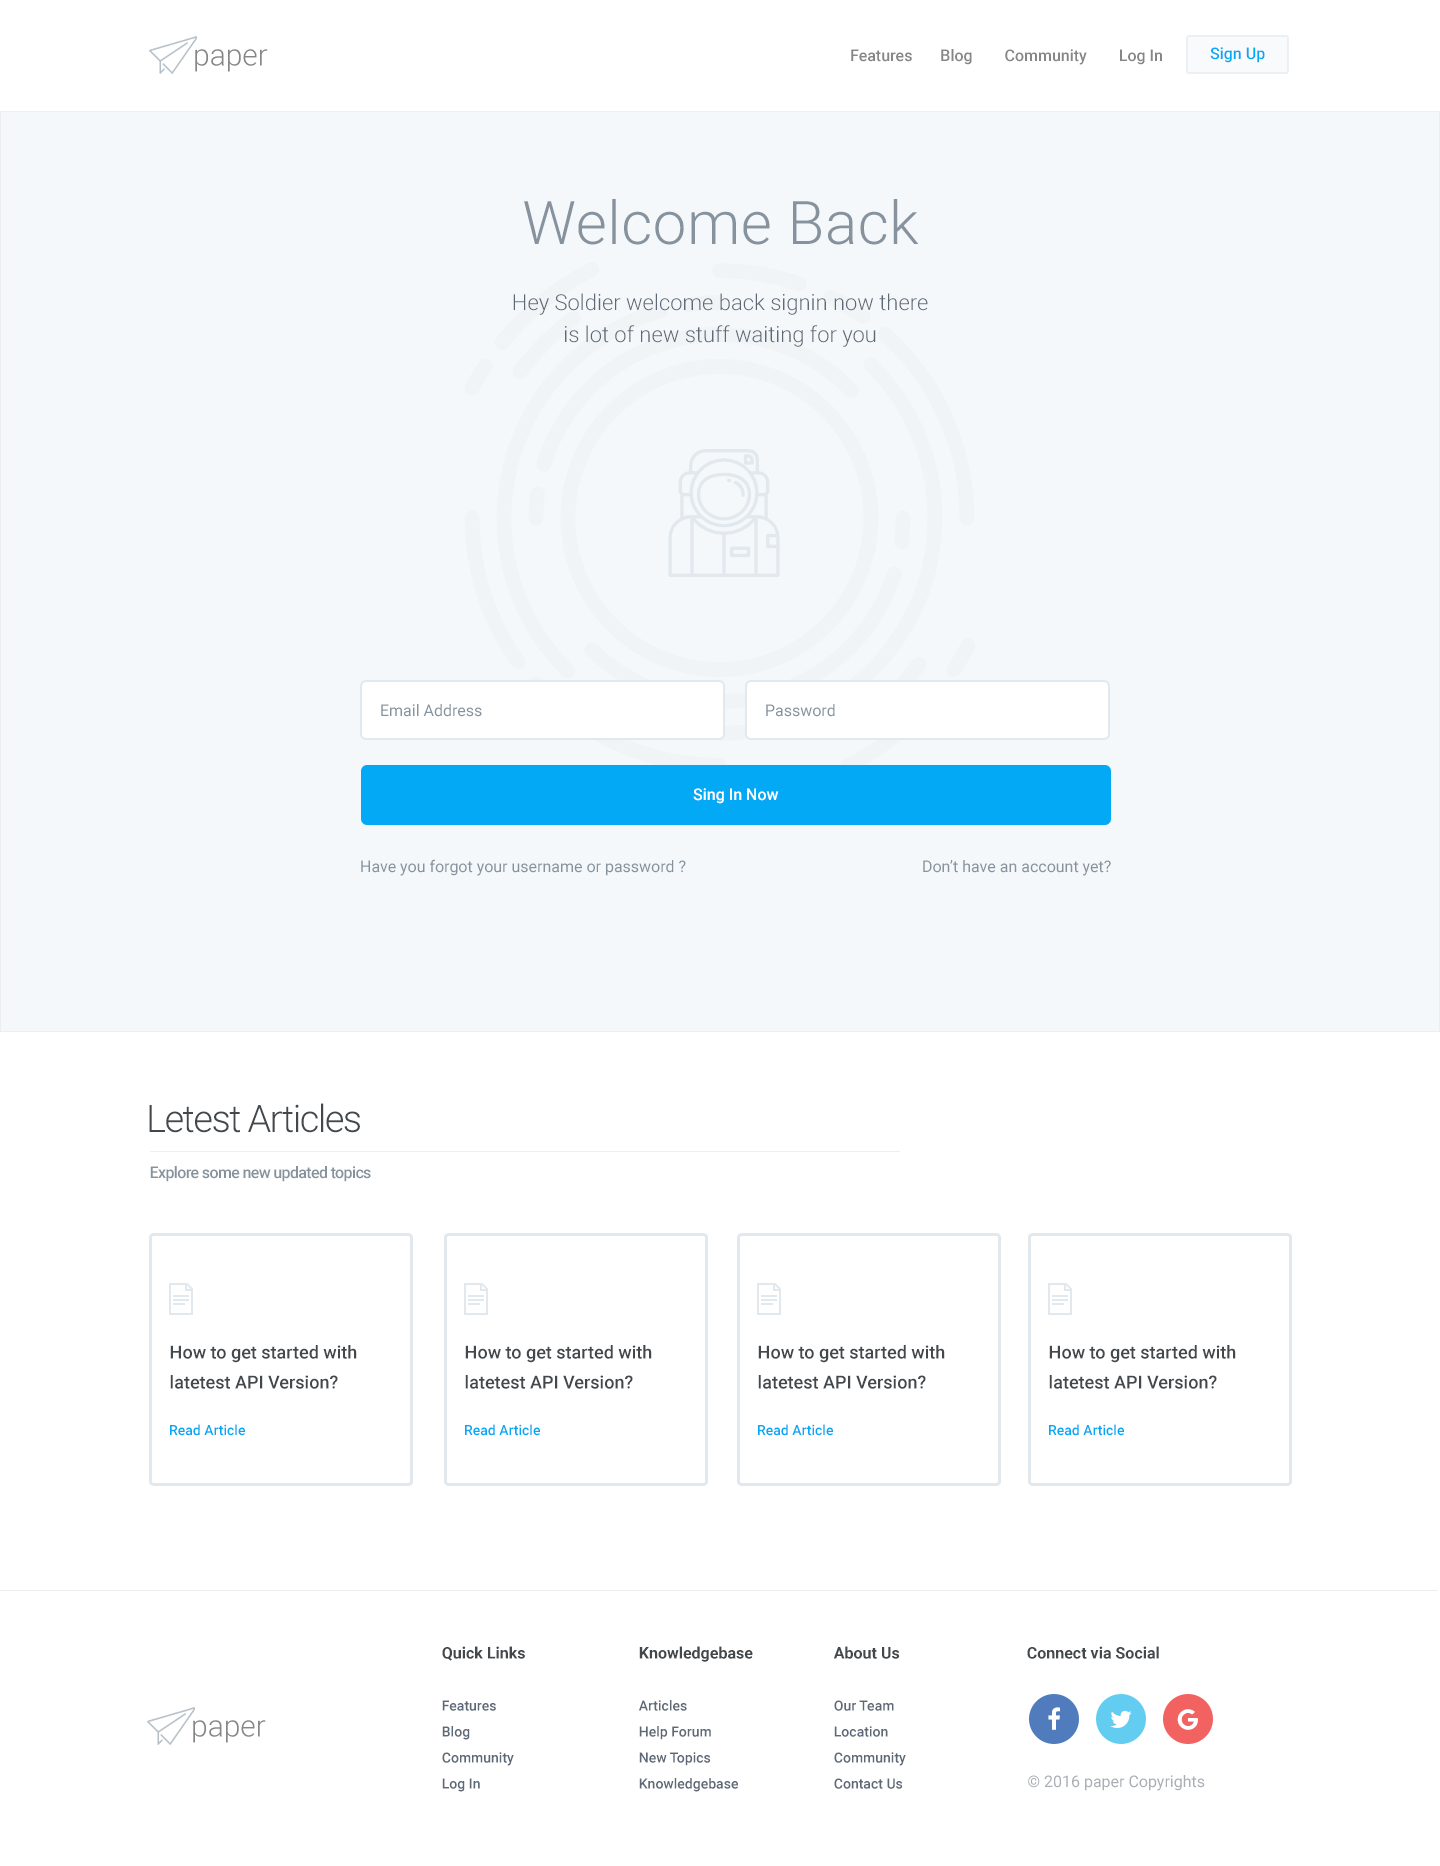 paper
Features Blog Community Log In Sign Up
Welcome Back
Hey Soldier welcome back signin now there
is lot of new stuff waiting for you
Email Address
Password
Sing In Now
Have you forgot your username or password ?
Don't have an account yet?
Letest Articles
Explore some new updated topics
How to get started with
latetest API Version?
Read Article
How to get started with
latetest API Version?
Read Article
How to get started with
latetest API Version?
Read Article
How to get started with
latetest API Version?
Read Article
paper
Quick Links
Features
Blog
Community
Log In
Knowledgebase
Articles
Help Forum
New Topics
Knowledgebase
About Us
Our Team
Location
Community
Contact Us
Connect via Social
© 2016 paper Copyrights